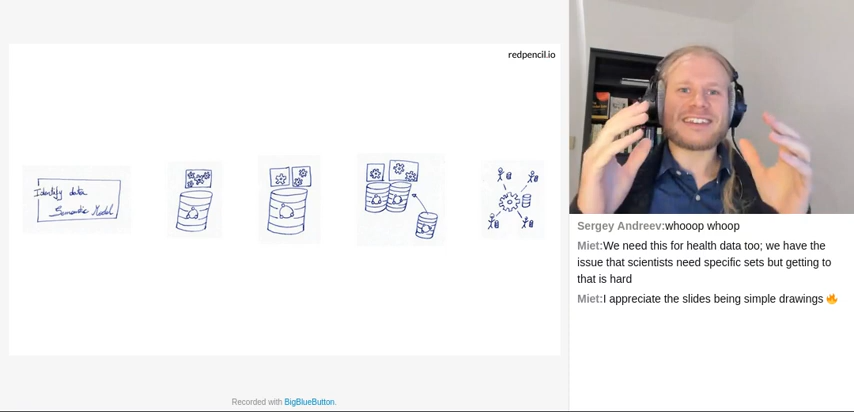 redpencil.io
Identify data
Semantic Model
Sergey Andreev:whooop whoop
Miet:We need this for health data too; we have the
issue that scientists need specific sets but getting to
that is hard
Miet:I appreciate the slides being simple drawings 🔥
Recorded with BigBlueButton.